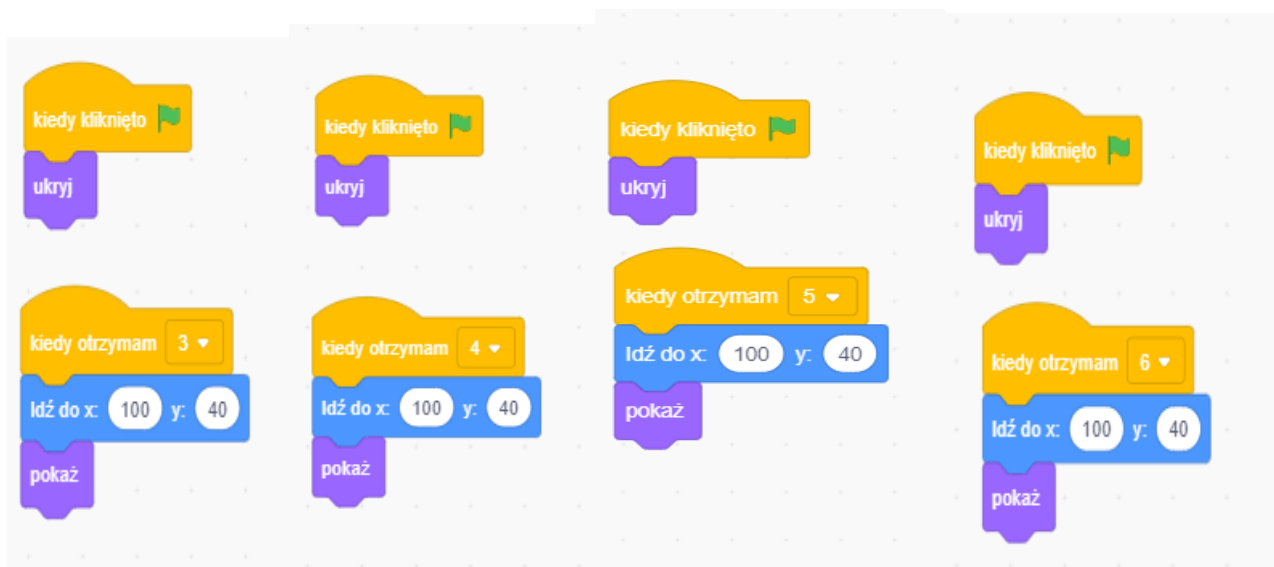 kiedy kliknięto
ukryj
kiedy otrzymam 3
Idź do x: 100 y: 40
pokaż
kiedy kliknięto
ukryj
kiedy otrzymam 4
Idź do x: 100 y: 40
pokaż
kiedy kliknięto
ukryj
kiedy otrzymam 5
Idź do x: 100 y: 40
pokaż
kiedy kliknięto
ukryj
kiedy otrzymam 6
Idź do x: 100 y: 40
pokaż